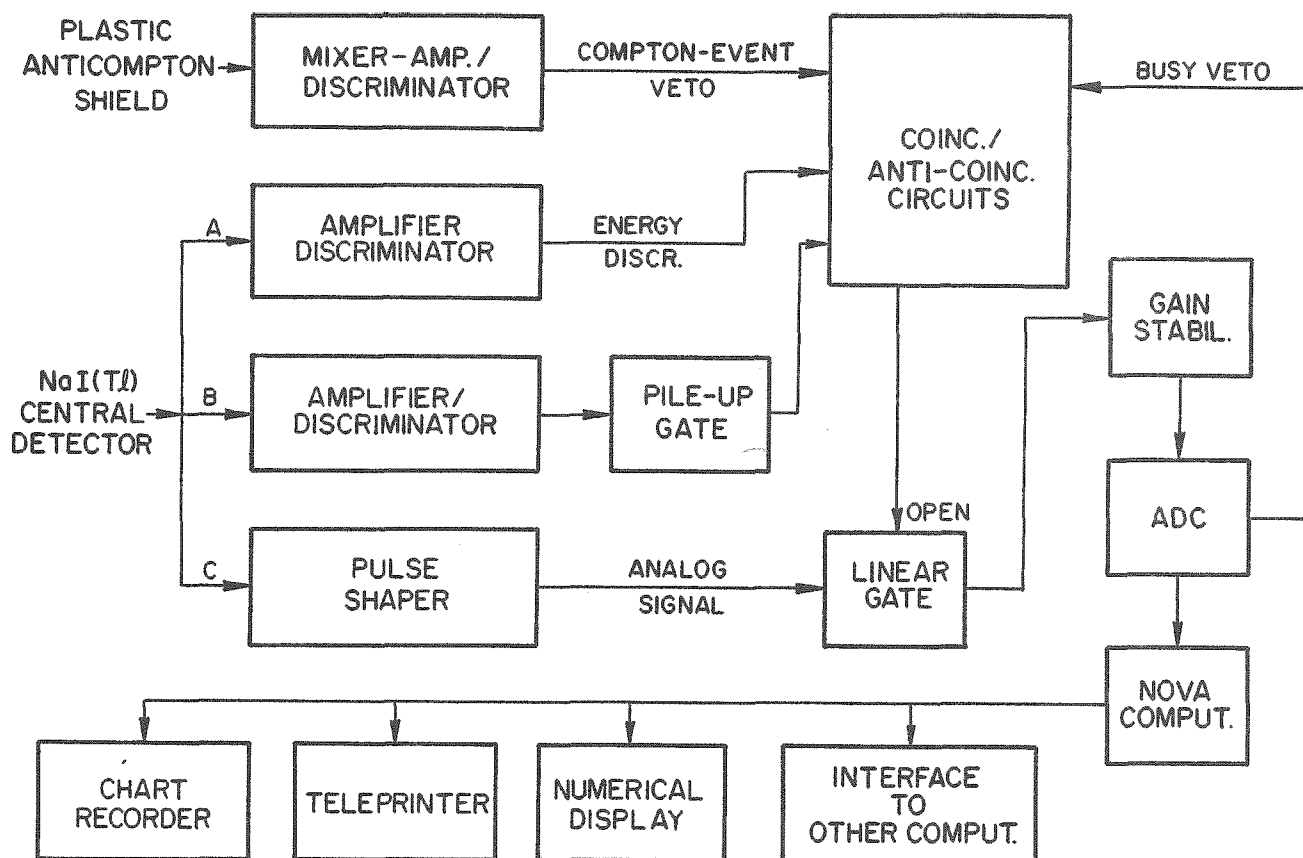 PLASTIC
ANTICOMPTON
SHIELD
MIXER-AMP./
DISCRIMINATOR
COMPTON-EVENT
VETO
COINC./
ANTI-COINC.
CIRCUITS
BUSY VETO
A
AMPLIFIER
DISCRIMINATOR
ENERGY
DISCR.
GAIN
STABIL.
NaI(Tl)
CENTRAL
DETECTOR
B
AMPLIFIER/
DISCRIMINATOR
PILE-UP
GATE
ADC
OPEN
C
PULSE
SHAPER
ANALOG
SIGNAL
LINEAR
GATE
NOVA
COMPUT.
CHART
RECORDER
TELEPRINTER
NUMERICAL
DISPLAY
INTERFACE
TO
OTHER COMPUT.